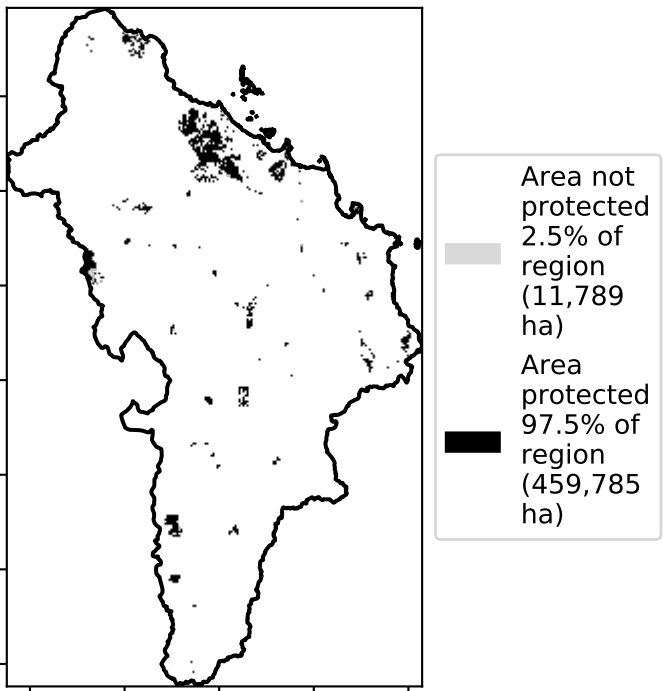 Area not
protected
2.5% of
region
(11,789
ha)
Area
protected
97.5% of
region
(459,785
ha)